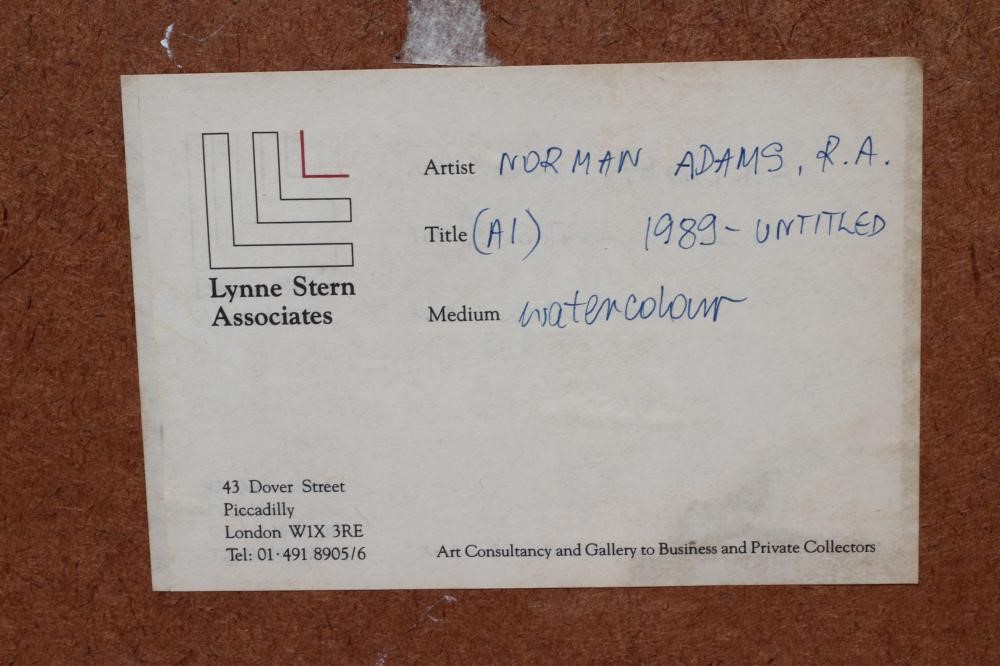 Artist NORMAN ADAMS, R.A.
Title (A1) 1989 - UNTITLED
Lynne Stern
Associates
Medium watercolour
43 Dover Street
Piccadilly
London W1X 3RE
Tel: 01·491 8905/6
Art Consultancy and Gallery to Business and Private Collectors